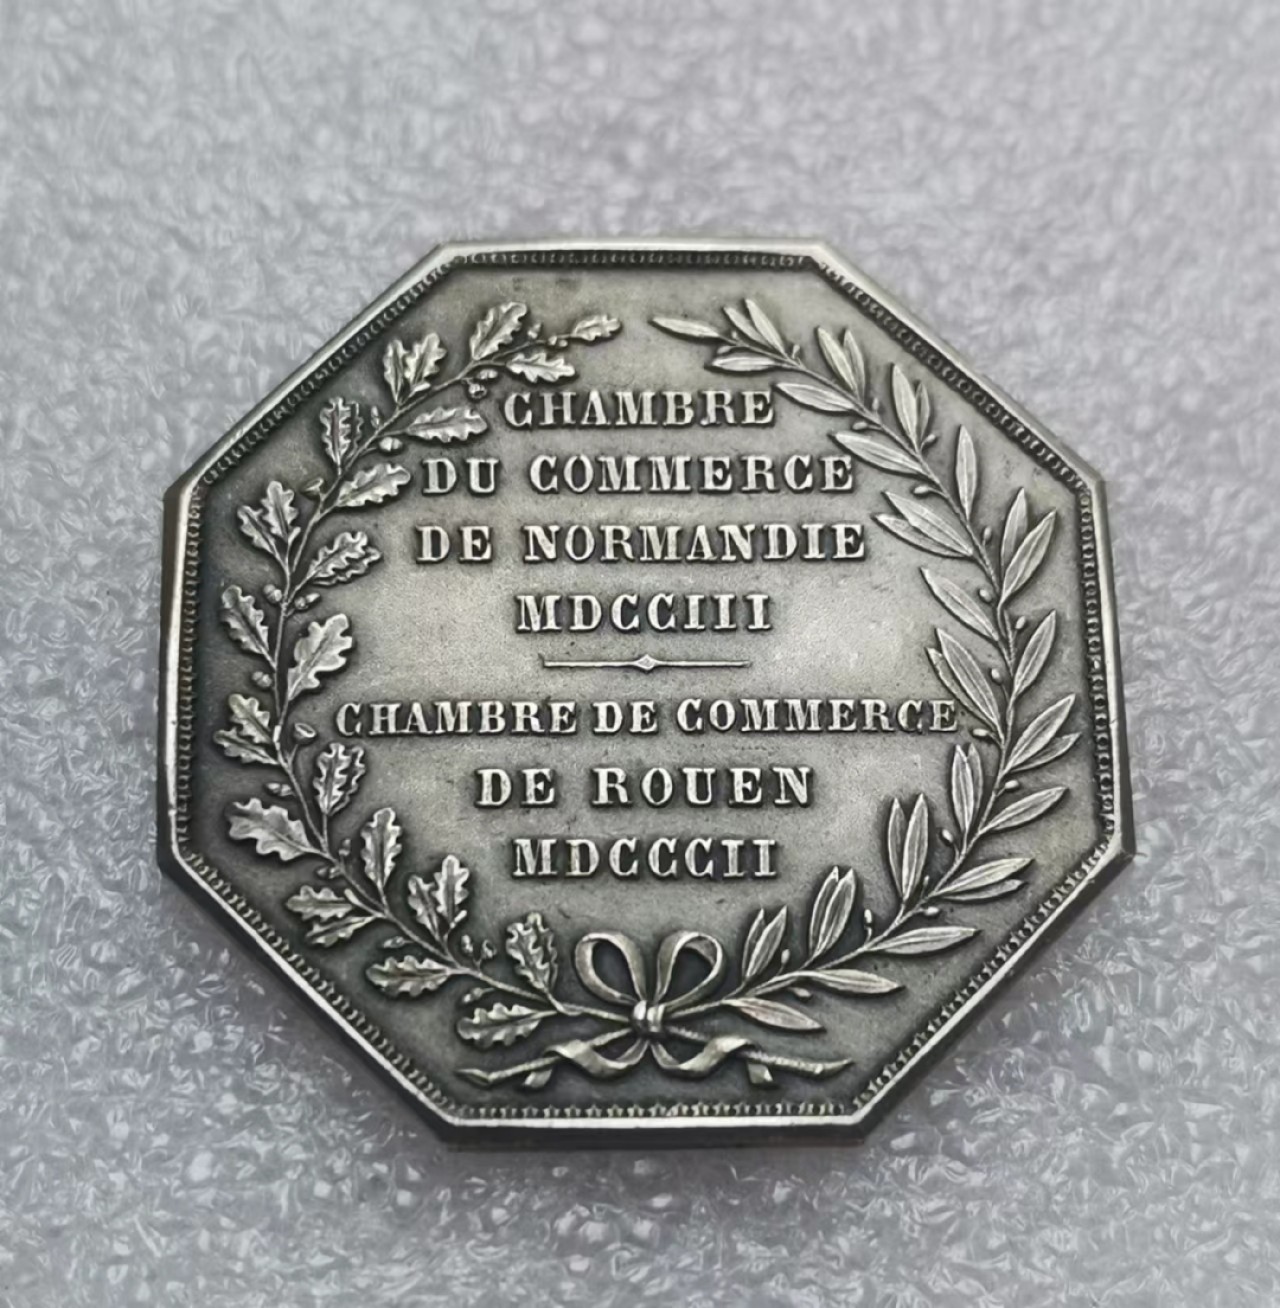 CHAMBRE
DU COMMERCE
DE NORMANDIE
MDCCIII
CHAMBRE DE COMMERCE
DE ROUEN
MDCCCII